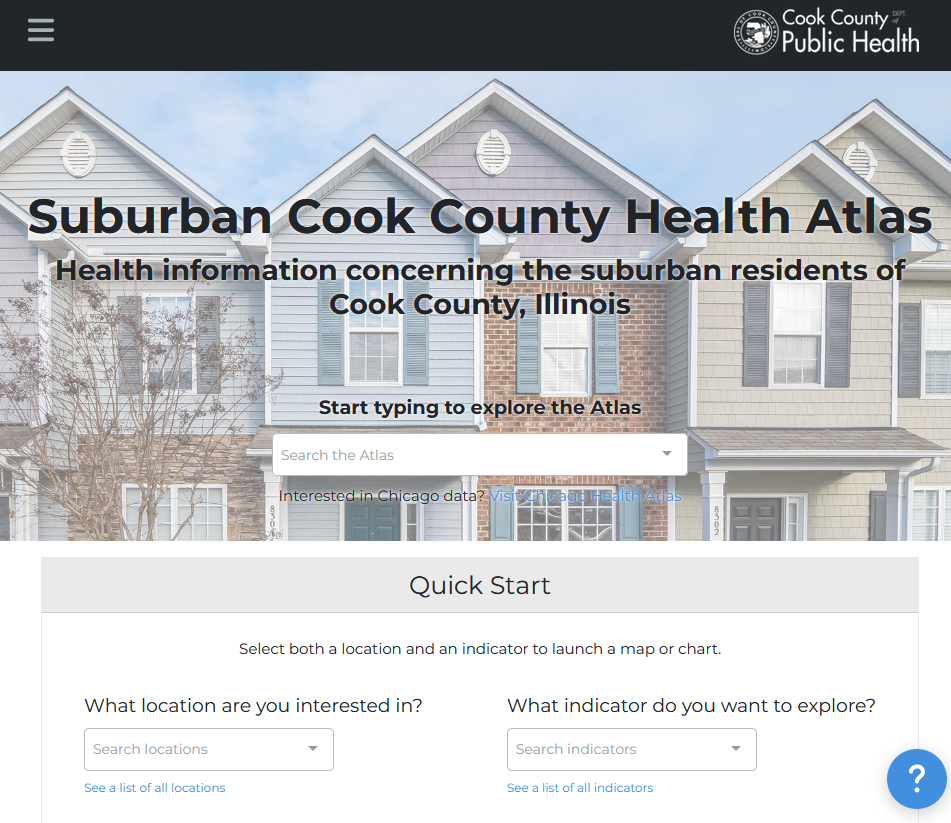 Cook County DEPT. of
Public Health
Suburban Cook County Health Atlas
Health information concerning the suburban residents of
Cook County, Illinois
Start typing to explore the Atlas
Search the Atlas
Interested in Chicago data? Visit Chicago Health Atlas
8302
Quick Start
Select both a location and an indicator to launch a map or chart.
What location are you interested in?
What indicator do you want to explore?
Search locations
Search indicators
?
See a list of all locations
See a list of all indicators